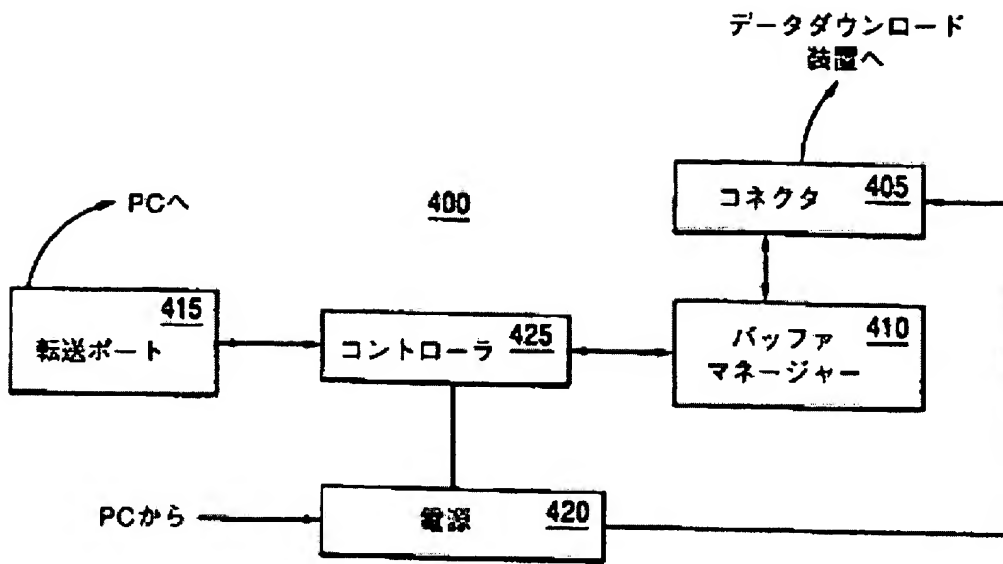 データダウンロード
装置へ
PCへ
400
コネクタ 405
415
転送ポート
コントローラ 425
バッファ 410
マネージャー
PCから
電源 420